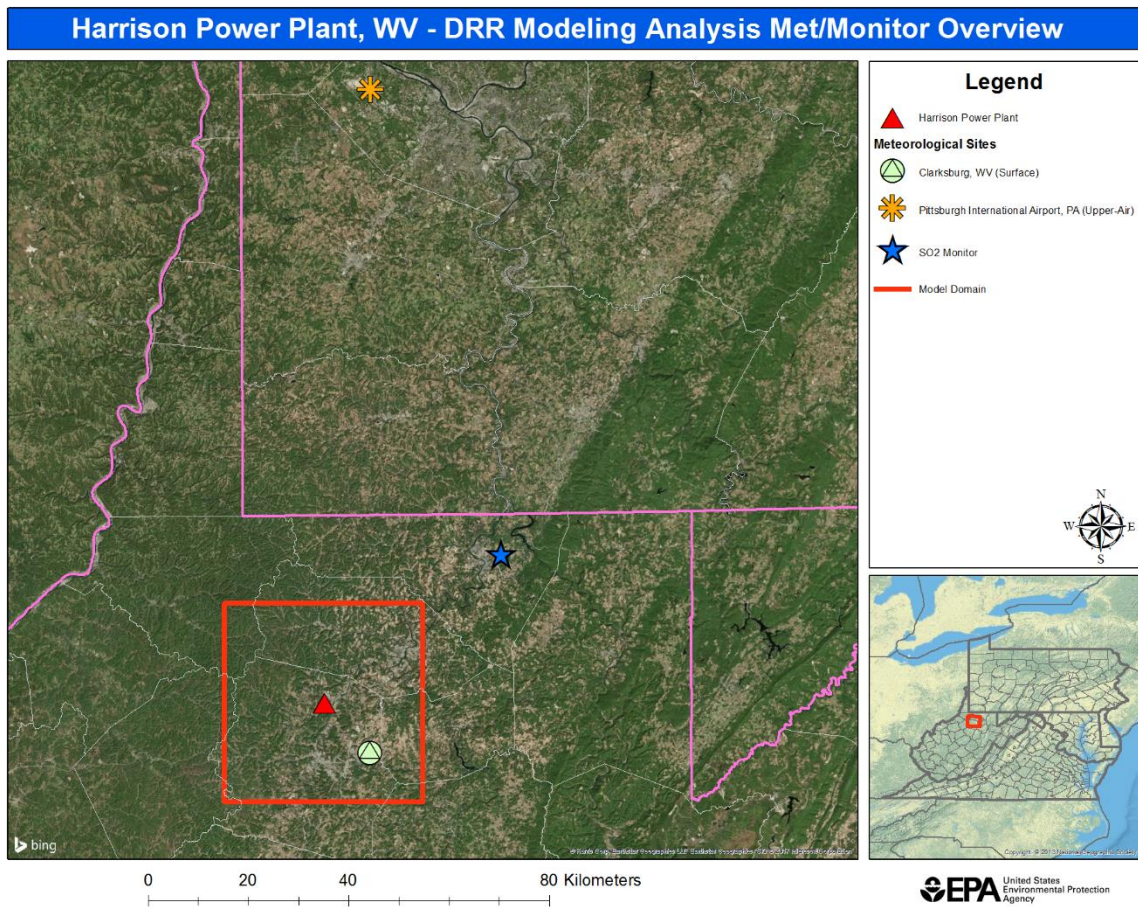 Harrison Power Plant, WV - DRR Modeling Analysis Met/Monitor Overview
Legend
Harrison Power Plant
Meteorological Sites
Clarksburg, WV (Surface)
Pittsburgh International Airport, PA (Upper-Air)
SO2 Monitor
Model Domain
N
W
E
S
bing
0 20 40 80 Kilometers
EPA
United States
Environmental Protection
Agency